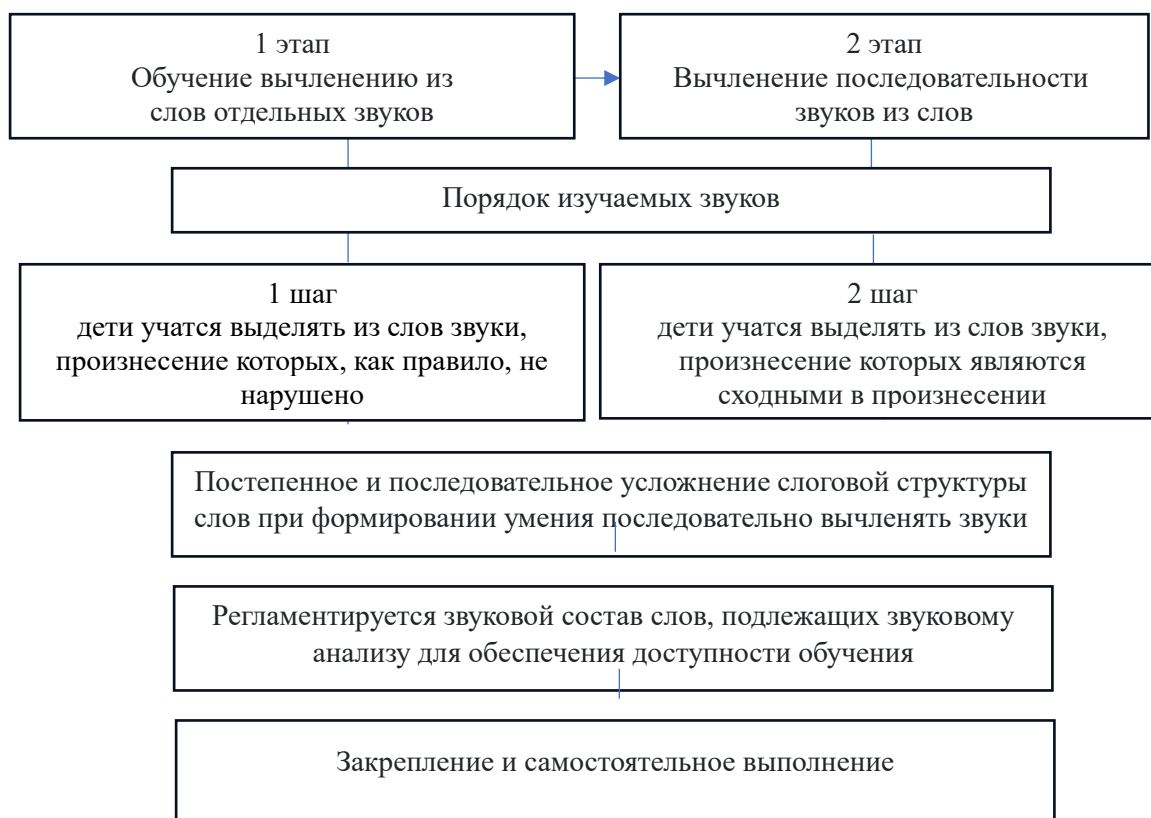 1 этап
Обучение вычленению из
слов отдельных звуков
2 этап
Вычленение последовательности
звуков из слов
Порядок изучаемых звуков
1 шаг
дети учатся выделять из слов звуки,
произнесение которых, как правило, не
нарушено
2 шаг
дети учатся выделять из слов звуки,
произнесение которых являются
сходными в произнесении
Постепенное и последовательное усложнение слоговой структуры
слов при формировании умения последовательно вычленять звуки
Регламентируется звуковой состав слов, подлежащих звуковому
анализу для обеспечения доступности обучения
Закрепление и самостоятельное выполнение